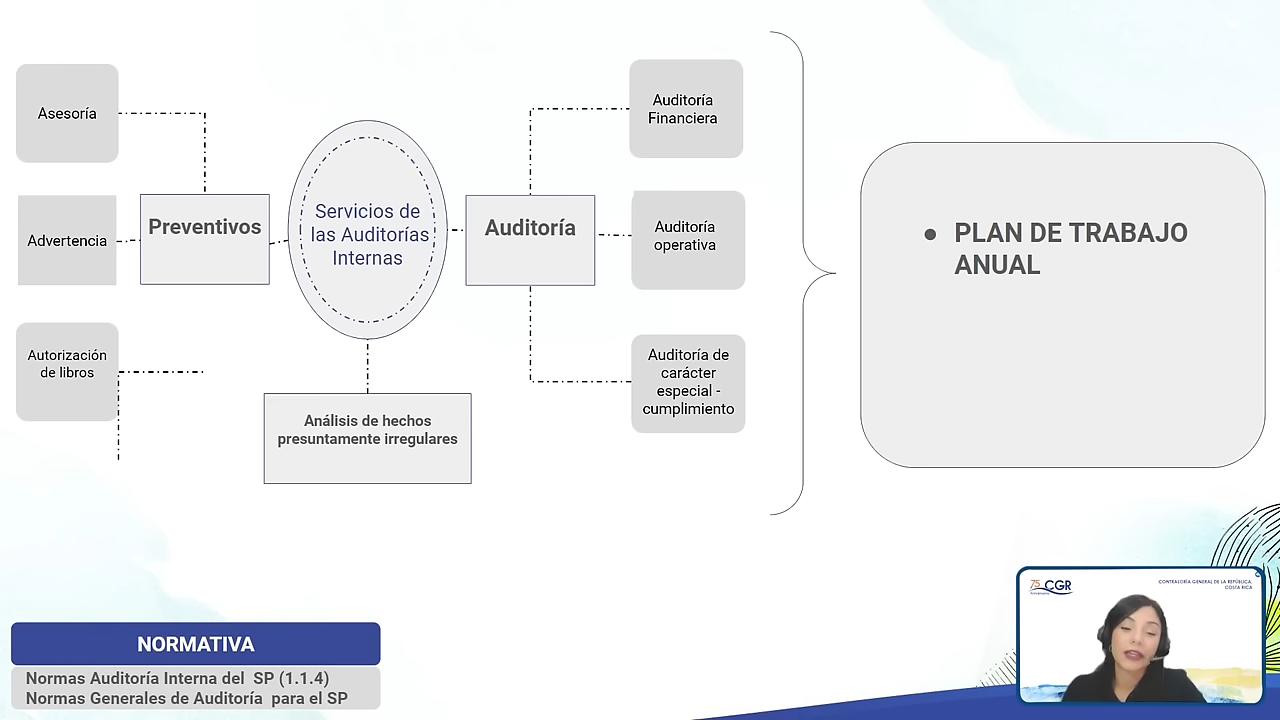 Asesoría
Advertencia
Autorización
de libros
Preventivos
Servicios de
las Auditorías
Internas
Análisis de hechos
presuntamente irregulares
Auditoría
Auditoría
Financiera
Auditoría
operativa
Auditoría de
carácter
especial -
cumplimiento
● PLAN DE TRABAJO
ANUAL
NORMATIVA
Normas Auditoría Interna del SP (1.1.4)
Normas Generales de Auditoría para el SP
75 CGR
CONTRALORÍA GENERAL DE LA REPÚBLICA,
COSTA RICA